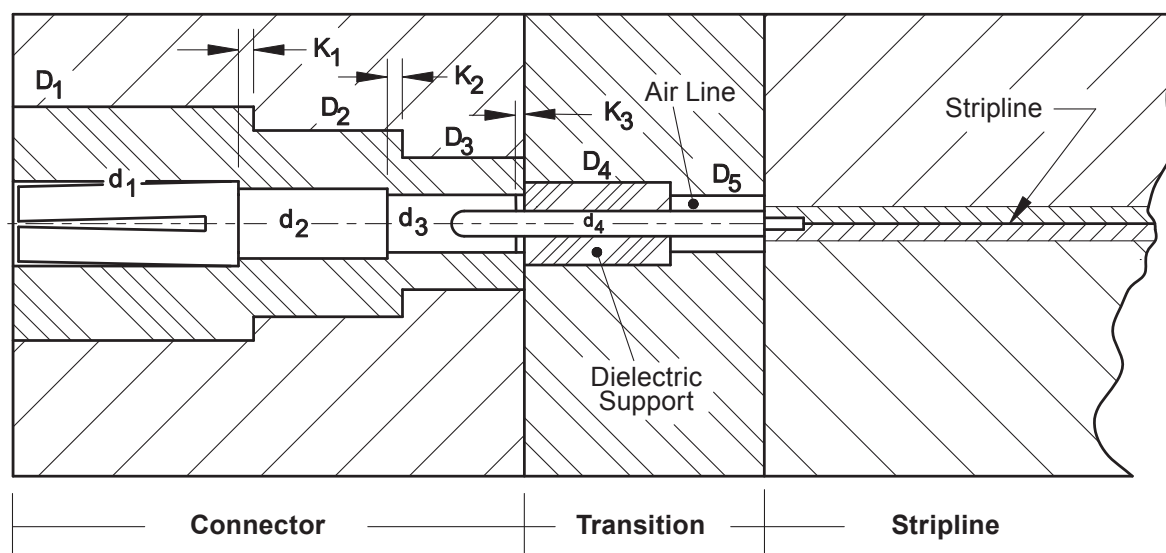 K1
D1
K2
Air Line
D2
K3
Stripline
D3
D4
D5
d1
d2
d3
d4
Dielectric
Support
Connector
Transition
Stripline